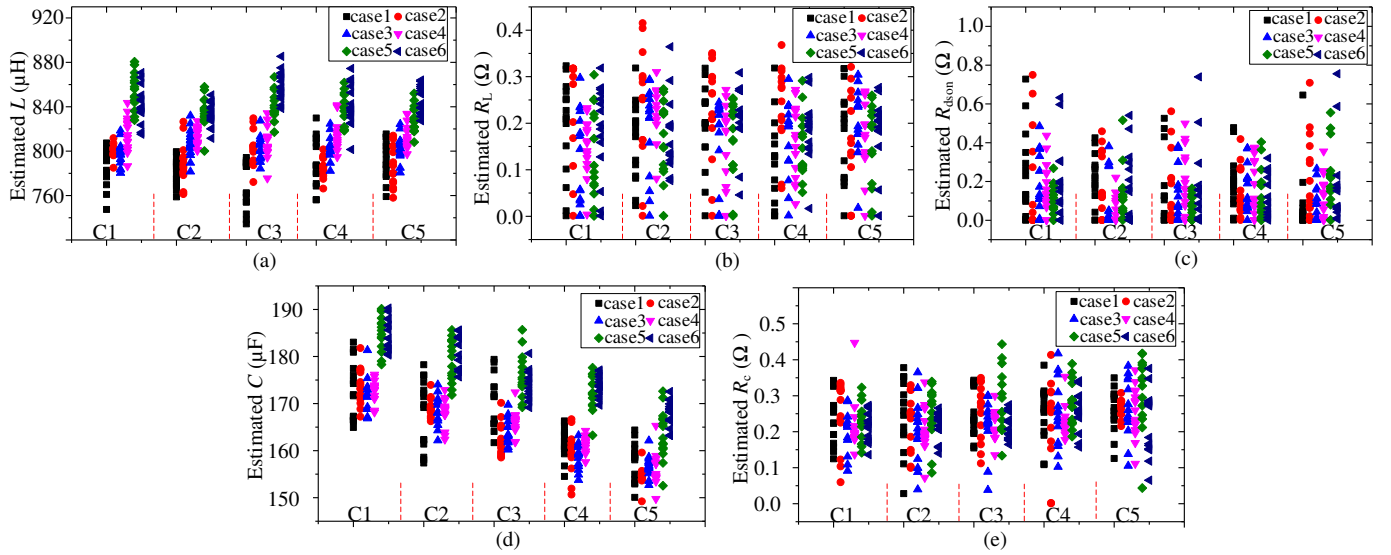 Estimated L (μH)
920
880
840
800
760
case1 case2
case3 case4
case5 case6
C1 C2 C3 C4 C5
(a)
Estimated R_L (Ω)
0.4
0.3
0.2
0.1
0.0
case1 case2
case3 case4
case5 case6
C1 C2 C3 C4 C5
(b)
Estimated R_dson (Ω)
1.0
0.8
0.6
0.4
0.2
0.0
case1 case2
case3 case4
case5 case6
C1 C2 C3 C4 C5
(c)
Estimated C (μF)
190
180
170
160
150
case1 case2
case3 case4
case5 case6
C1 C2 C3 C4 C5
(d)
Estimated R_c (Ω)
0.5
0.4
0.3
0.2
0.1
0.0
case1 case2
case3 case4
case5 case6
C1 C2 C3 C4 C5
(e)